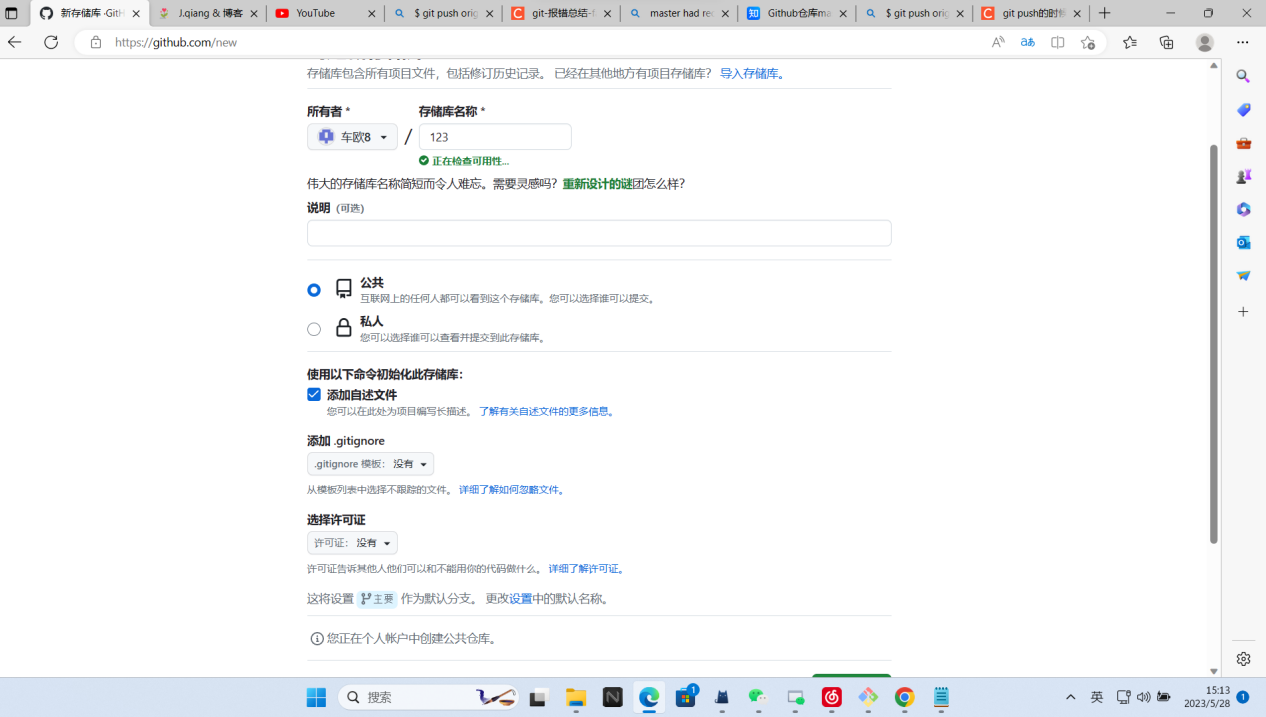 新存储库 ·GitH
J.qiang & 博客
YouTube
$ git push orig
git-报错总结-f
master had re
Github仓库ma
$ git push orig
git push的时候
https://github.com/new
存储库包含所有项目文件，包括修订历史记录。 已经在其他地方有项目存储库？ 导入存储库。
所有者 * 存储库名称 *
车欧8 / 123
正在检查可用性...
伟大的存储库名称简短而令人难忘。需要灵感吗？重新设计的谜团怎么样？
说明 (可选)
公共
互联网上的任何人都可以看到这个存储库。您可以选择谁可以提交。
私人
您可以选择谁可以查看并提交到此存储库。
使用以下命令初始化此存储库：
添加自述文件
您可以在此处为项目编写长描述。 了解有关自述文件的更多信息。
添加 .gitignore
.gitignore 模板： 没有
从模板列表中选择不跟踪的文件。 详细了解如何忽略文件。
选择许可证
许可证： 没有
许可证告诉其他人他们可以和不能用你的代码做什么。 详细了解许可证。
这将设置 主要 作为默认分支。 更改设置中的默认名称。
您正在个人帐户中创建公共仓库。
搜索
1
英
15:13
2023/5/28
1